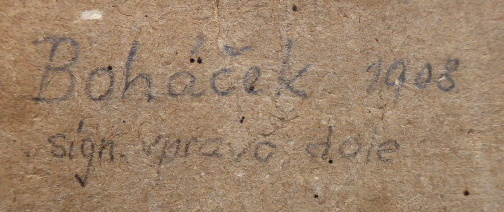 Boháček 1908
sign. vpravo dole